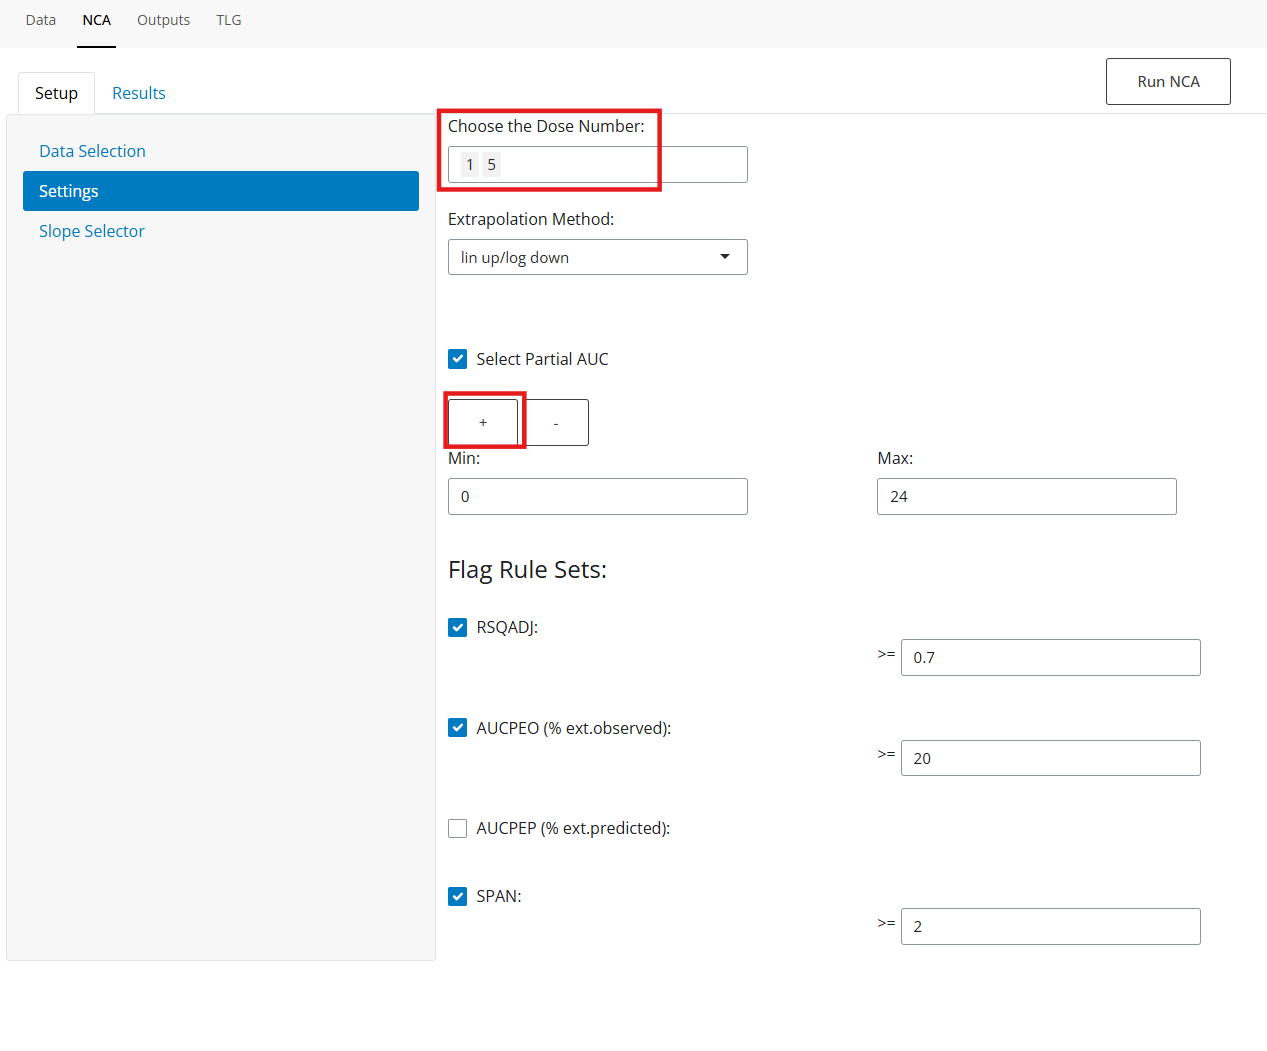 Data NCA Outputs TLG
Run NCA
Setup Results
Data Selection
Settings
Slope Selector
Choose the Dose Number:
1 5
Extrapolation Method:
lin up/log down
Select Partial AUC
+ -
Min: Max:
0 24
Flag Rule Sets:
RSQADJ:
>= 0.7
AUCPEO (% ext.observed):
>= 20
AUCPEP (% ext.predicted):
SPAN:
>= 2